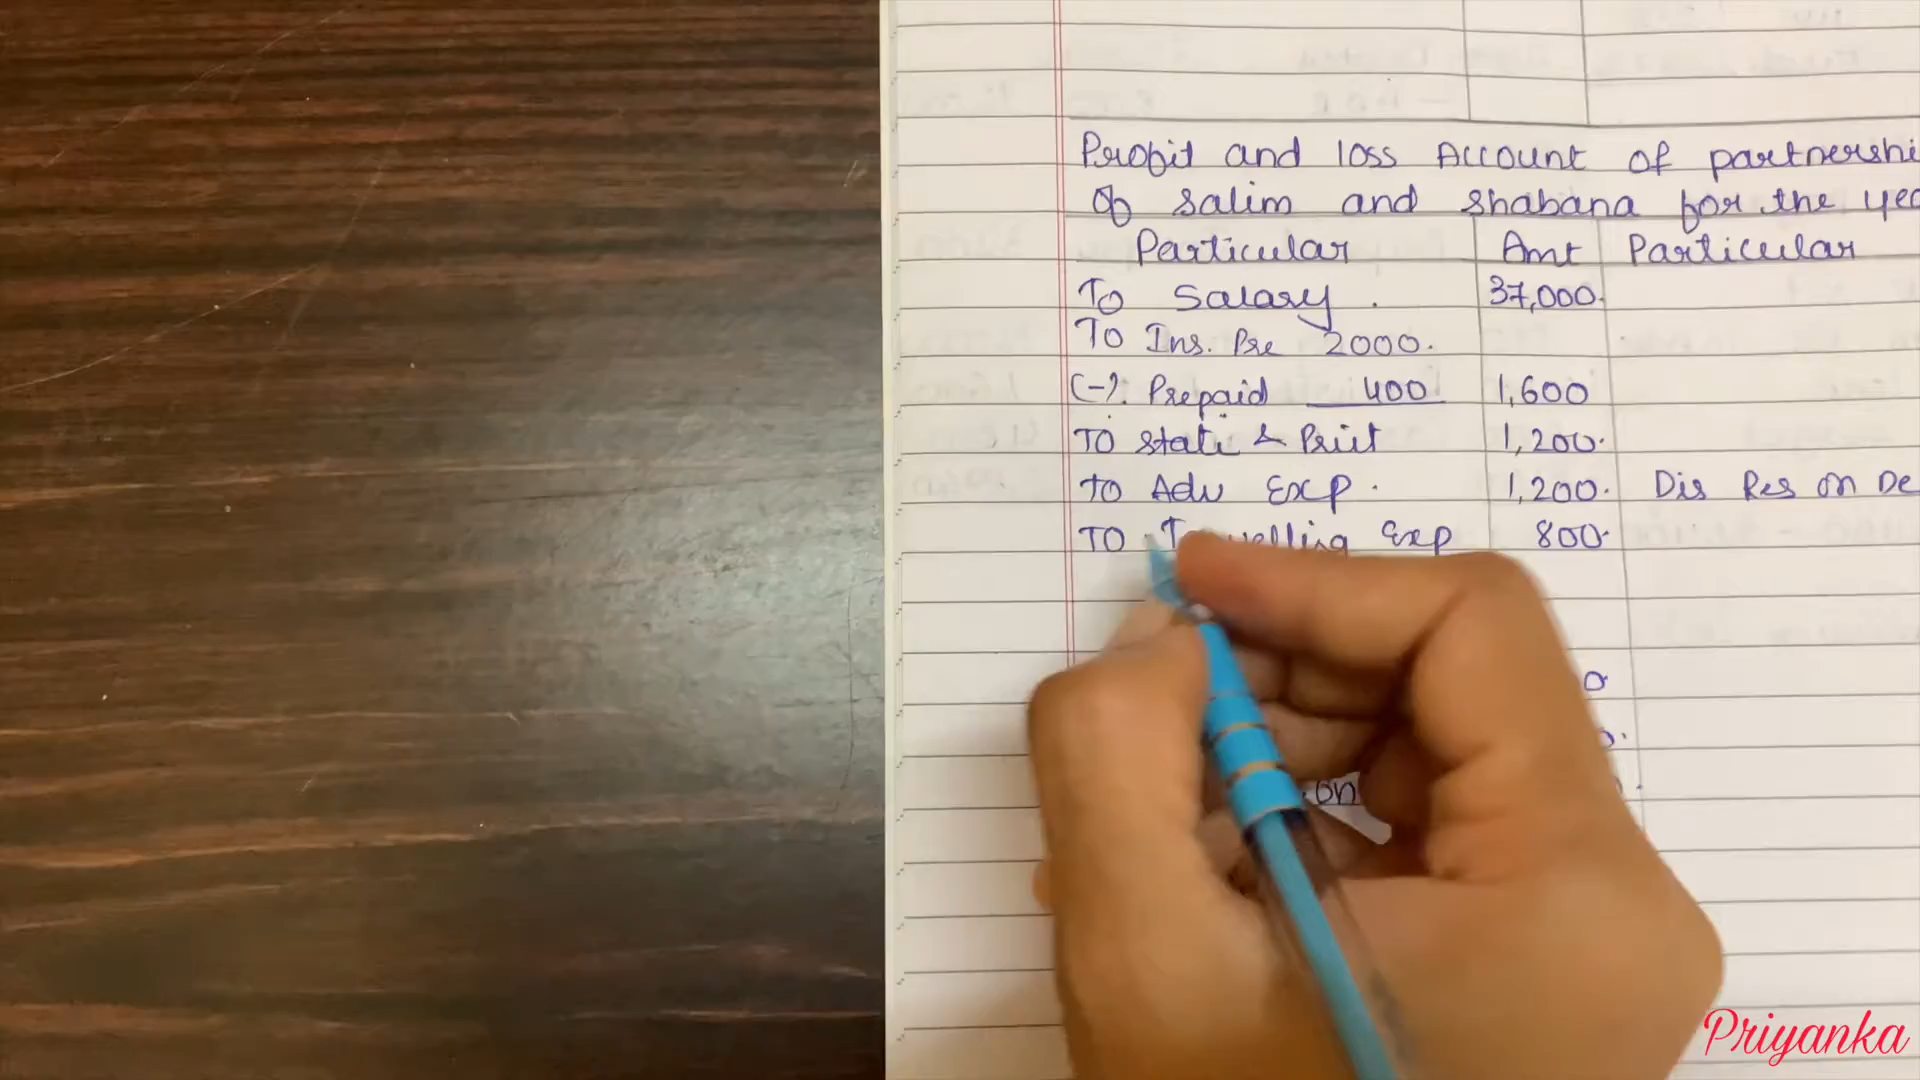 Profit and loss Account of partnershi
of Salim and Shabana for the yea
Particular Amt Particular
To Salary . 37,000.
To Ins. Pre 2000.
(-). Prepaid 400 1,600
To Stati & Prit 1,200.
To Adv Exp. 1,200. Dis Res on De
To Exp 800.
on
Priyanka